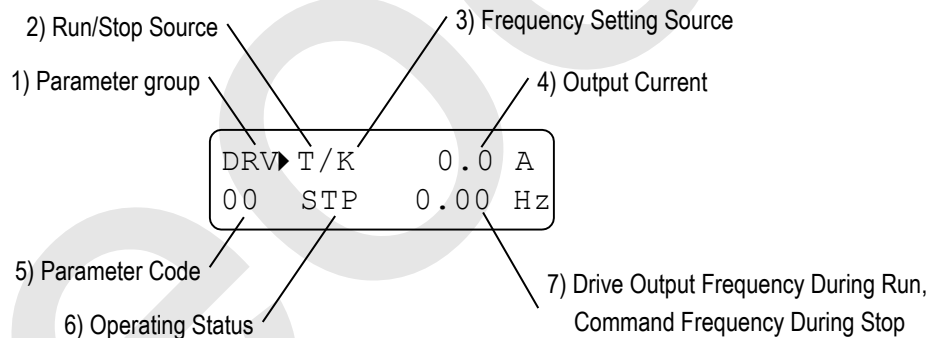 2) Run/Stop Source
3) Frequency Setting Source
1) Parameter group
4) Output Current
DRV T/K 0.0 A
00 STP 0.00 Hz
5) Parameter Code
6) Operating Status
7) Drive Output Frequency During Run,
Command Frequency During Stop